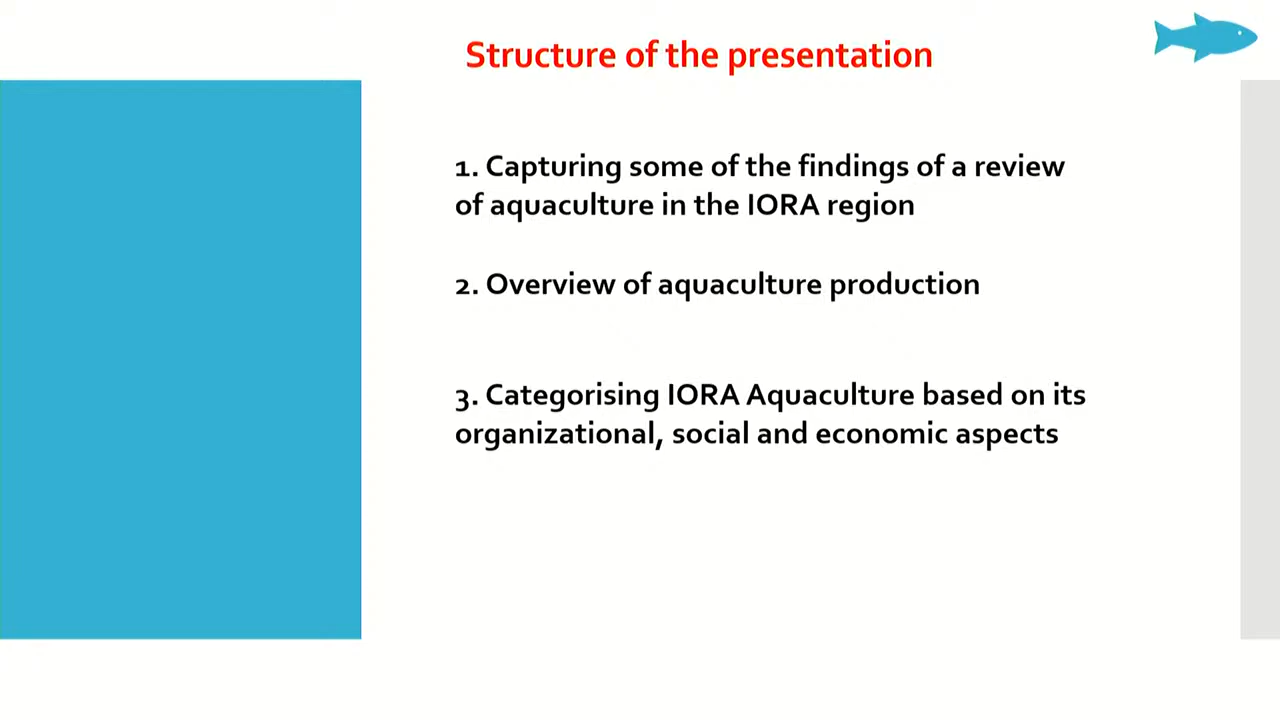 Structure of the presentation
1. Capturing some of the findings of a review
of aquaculture in the IORA region
2. Overview of aquaculture production
3. Categorising IORA Aquaculture based on its
organizational, social and economic aspects